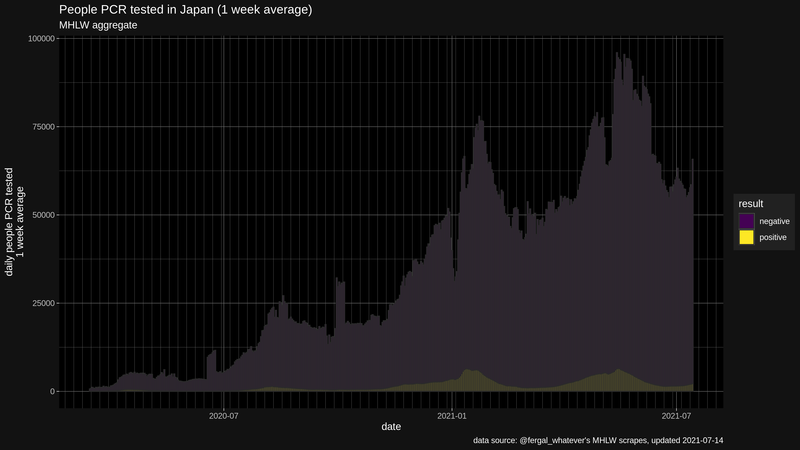 People PCR tested in Japan (1 week average)
MHLW aggregate
daily people PCR tested
1 week average
100000
75000
50000
25000
0
2020-07
2021-01
2021-07
date
result
negative
positive
data source: @fergal_whatever's MHLW scrapes, updated 2021-07-14